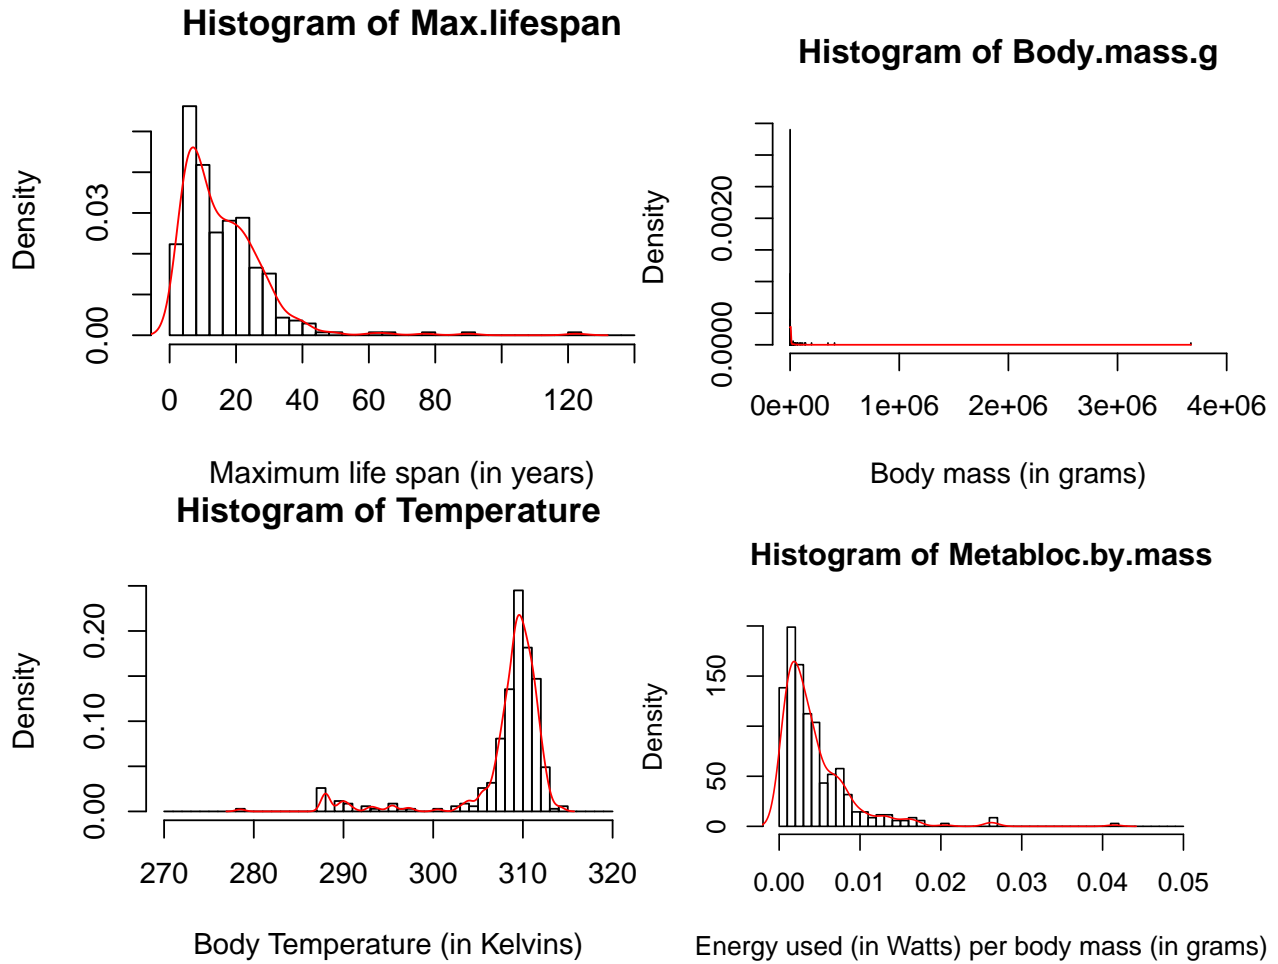 Histogram of Max.lifespan
Density
0.00 0.03
0 20 40 60 80 120
Maximum life span (in years)
Histogram of Body.mass.g
Density
0.0000 0.0020
0e+00 1e+06 2e+06 3e+06 4e+06
Body mass (in grams)
Histogram of Temperature
Density
0.00 0.10 0.20
270 280 290 300 310 320
Body Temperature (in Kelvins)
Histogram of Metabloc.by.mass
Density
0 50 150
0.00 0.01 0.02 0.03 0.04 0.05
Energy used (in Watts) per body mass (in grams)